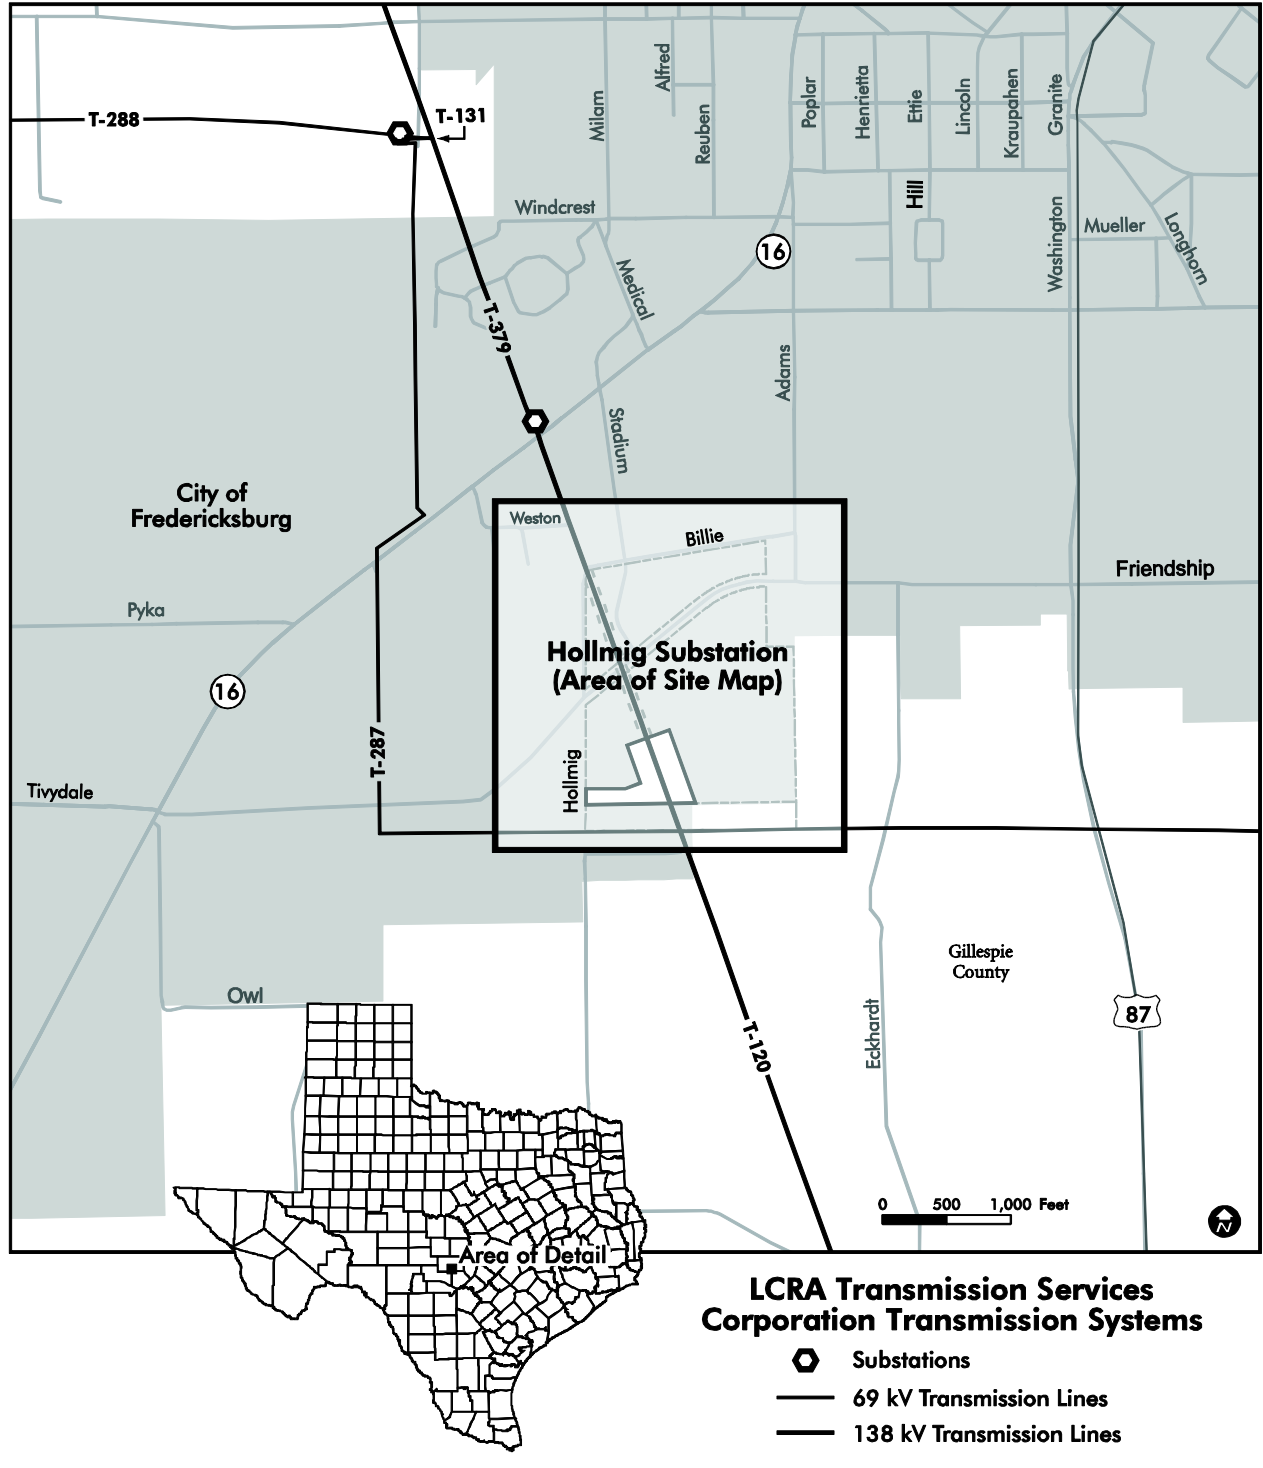 T-288
T-131
Milam
Alfred
Reuben
Poplar
Henrietta
Ettie
Lincoln
Kraupahen
Granite
Windcrest
Hill
Washington
Mueller
Longhorn
16
Medical
T-379
Adams
Stadium
City of
Fredericksburg
Weston
Billie
Friendship
Pyka
Hollmig Substation
(Area of Site Map)
16
T-287
Hollmig
Tivydale
Gillespie
County
Owl
87
Eckhardt
T-120
0 500 1,000 Feet
N
Area of Detail
LCRA Transmission Services
Corporation Transmission Systems
Substations
69 kV Transmission Lines
138 kV Transmission Lines